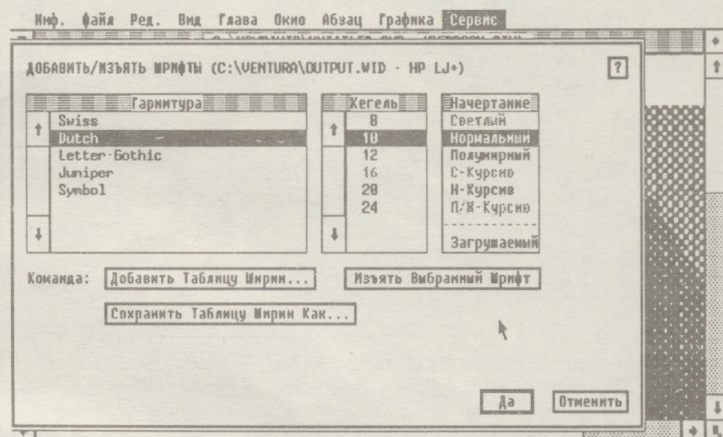 Инф. Файл Ред. Вид Глава Окно Абзац Графика Сервис
ДОБАВИТЬ/ИЗЪЯТЬ ШРИФТЫ (C:\VENTURA\OUTPUT.WID - HP LJ+) ?
Гарнитура
Swiss
Dutch
Letter-Gothic
Juniper
Symbol
Кегель
8
10
12
16
20
24
Начертание
Светлый
Нормальный
Полужирный
С-Курсив
Н-Курсив
П/Ж-Курсив
Загружаемый
Команда: Добавить Таблицу Ширин... Изъять Выбранный Шрифт
Сохранить Таблицу Ширин Как...
Да Отменить